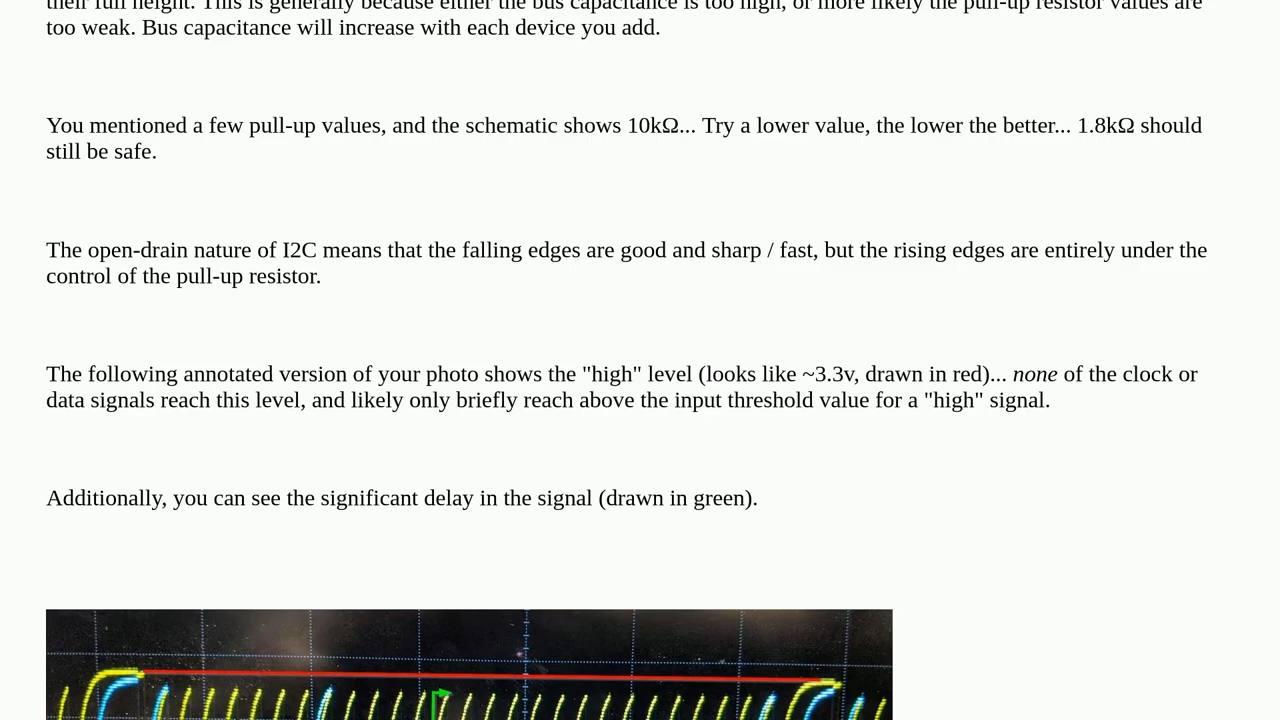 their full height. This is generally because either the bus capacitance is too high, or more likely the pull-up resistor values are
too weak. Bus capacitance will increase with each device you add.
You mentioned a few pull-up values, and the schematic shows 10kΩ... Try a lower value, the lower the better... 1.8kΩ should
still be safe.
The open-drain nature of I2C means that the falling edges are good and sharp / fast, but the rising edges are entirely under the
control of the pull-up resistor.
The following annotated version of your photo shows the "high" level (looks like ~3.3v, drawn in red)... none of the clock or
data signals reach this level, and likely only briefly reach above the input threshold value for a "high" signal.
Additionally, you can see the significant delay in the signal (drawn in green).